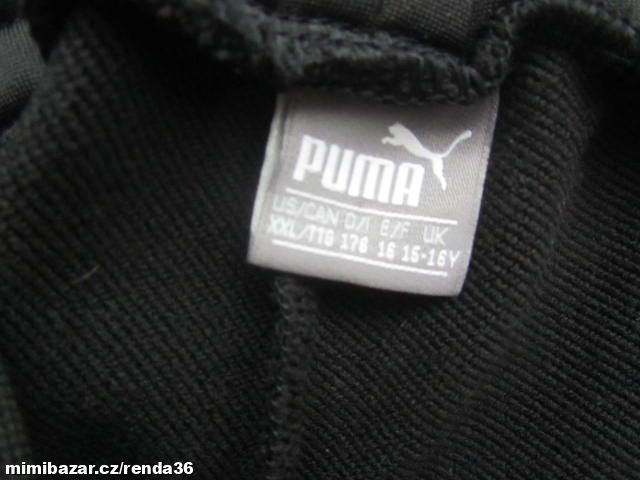 PUMA
US/CAN D/I E/F UK
XXL/TTG 176 16 15-16Y
mimibazar.cz/renda36